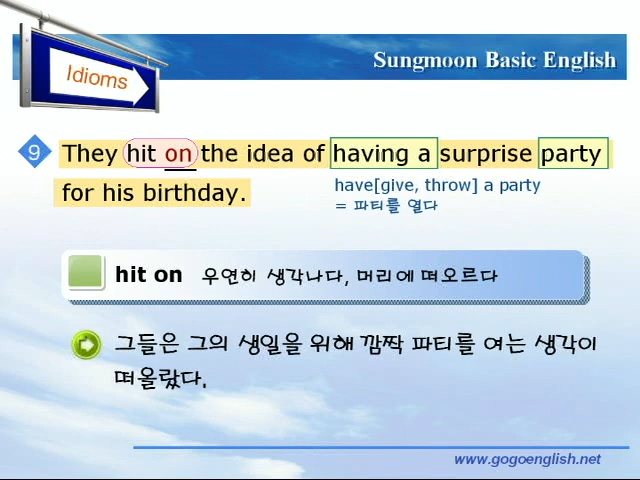 Sungmoon Basic English
Idioms
9 They hit on the idea of having a surprise party
for his birthday.
have[give, throw] a party
= 파티를 열다
hit on 우연히 생각나다, 머리에 떠오르다
그들은 그의 생일을 위해 깜짝 파티를 여는 생각이
떠올랐다.
www.gogoenglish.net